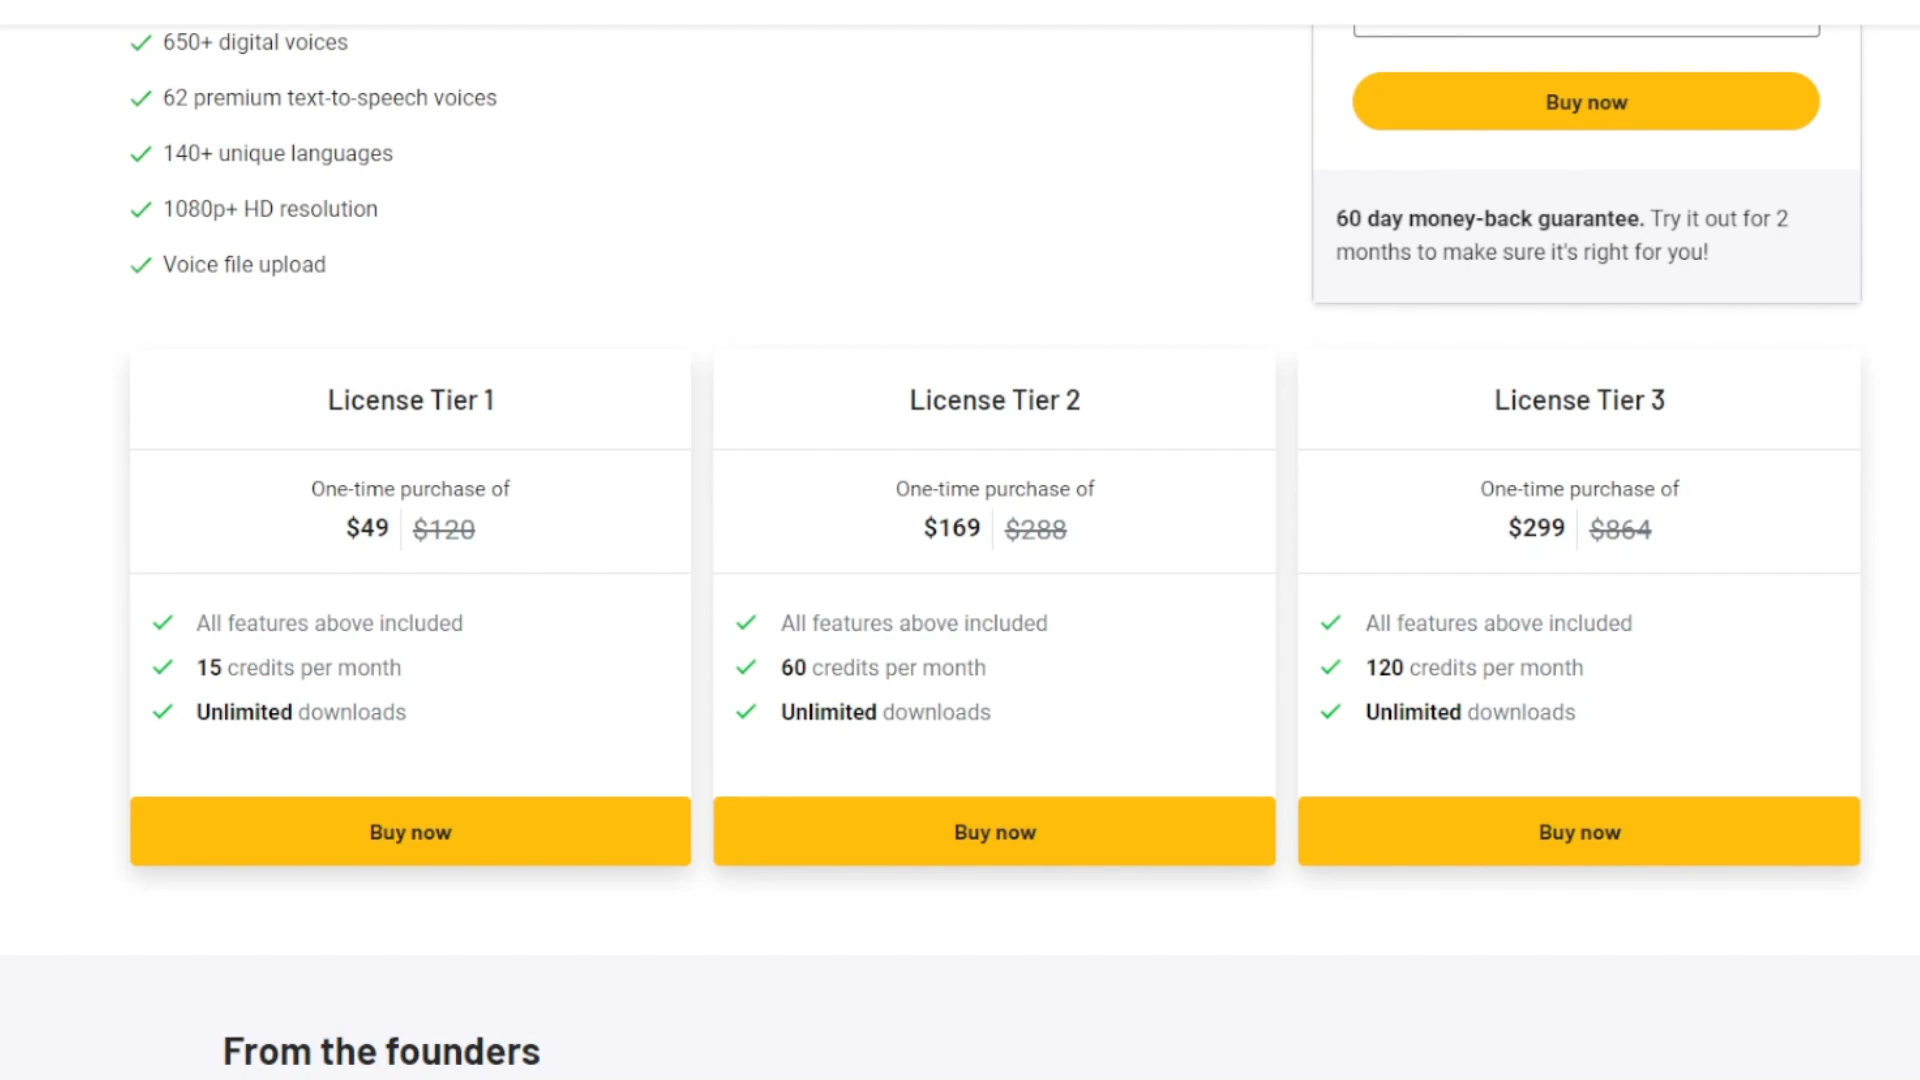 650+ digital voices
62 premium text-to-speech voices
140+ unique languages
1080p+ HD resolution
Voice file upload
Buy now
60 day money-back guarantee. Try it out for 2
months to make sure it's right for you!
License Tier 1
One-time purchase of
$49 $120
All features above included
15 credits per month
Unlimited downloads
Buy now
License Tier 2
One-time purchase of
$169 $288
All features above included
60 credits per month
Unlimited downloads
Buy now
License Tier 3
One-time purchase of
$299 $864
All features above included
120 credits per month
Unlimited downloads
Buy now
From the founders